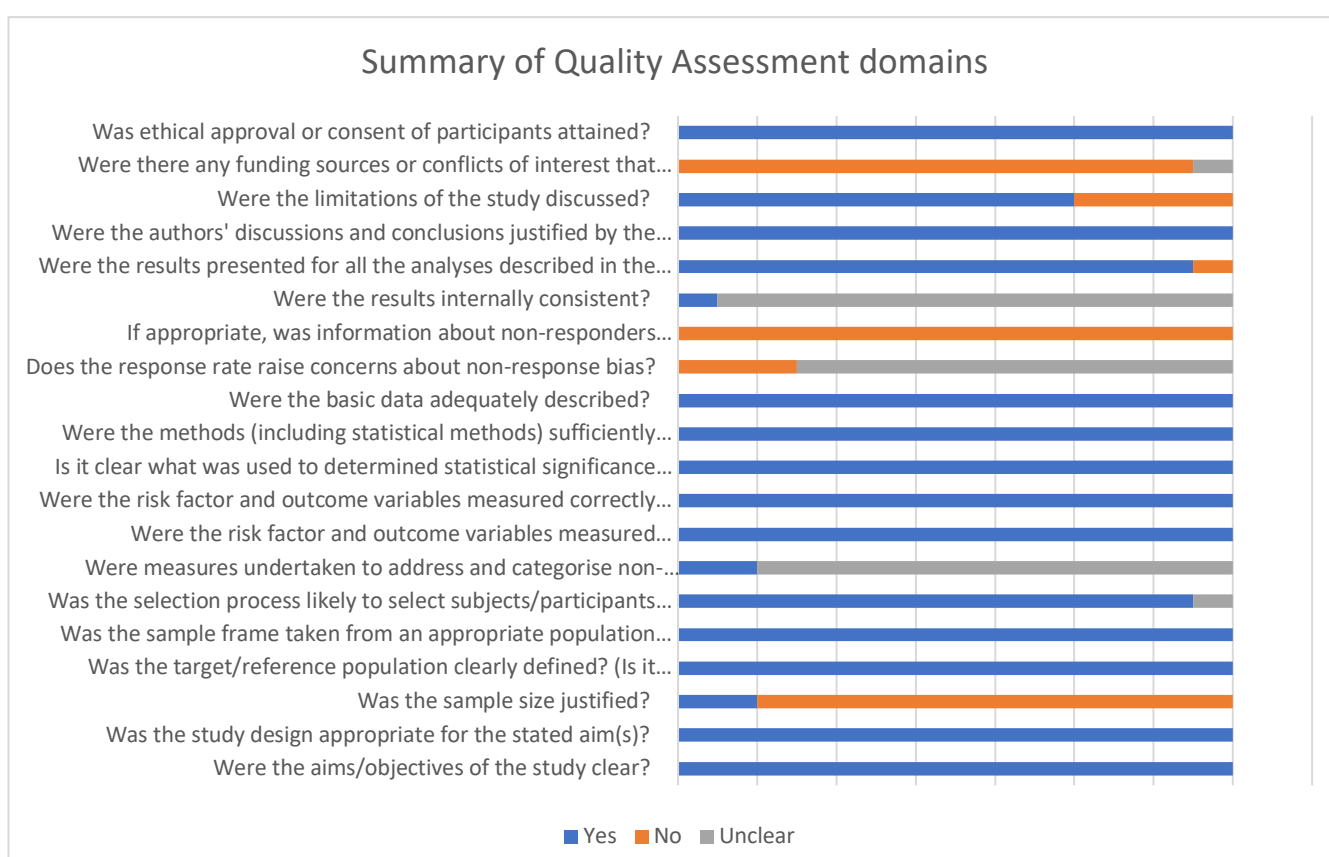 Summary of Quality Assessment domains
Was ethical approval or consent of participants attained?
Were there any funding sources or conflicts of interest that...
Were the limitations of the study discussed?
Were the authors' discussions and conclusions justified by the...
Were the results presented for all the analyses described in the...
Were the results internally consistent?
If appropriate, was information about non-responders...
Does the response rate raise concerns about non-response bias?
Were the basic data adequately described?
Were the methods (including statistical methods) sufficiently...
Is it clear what was used to determined statistical significance...
Were the risk factor and outcome variables measured correctly...
Were the risk factor and outcome variables measured...
Were measures undertaken to address and categorise non-...
Was the selection process likely to select subjects/participants...
Was the sample frame taken from an appropriate population...
Was the target/reference population clearly defined? (Is it...
Was the sample size justified?
Was the study design appropriate for the stated aim(s)?
Were the aims/objectives of the study clear?
Yes No Unclear